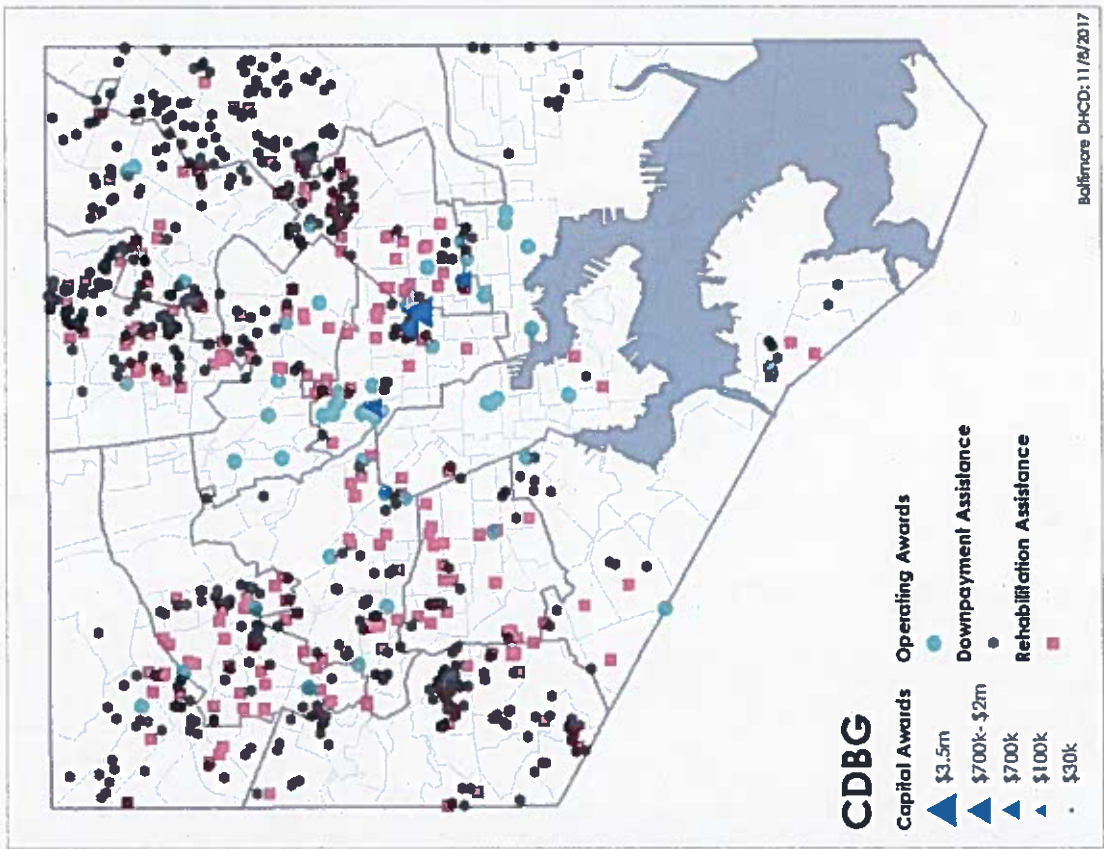 CDBG
Capital Awards
$3.5m
$700k- $2m
$700k
$100k
$30k
Operating Awards
Downpayment Assistance
Rehabilitation Assistance
Baltimore DHCD: 11/8/2017